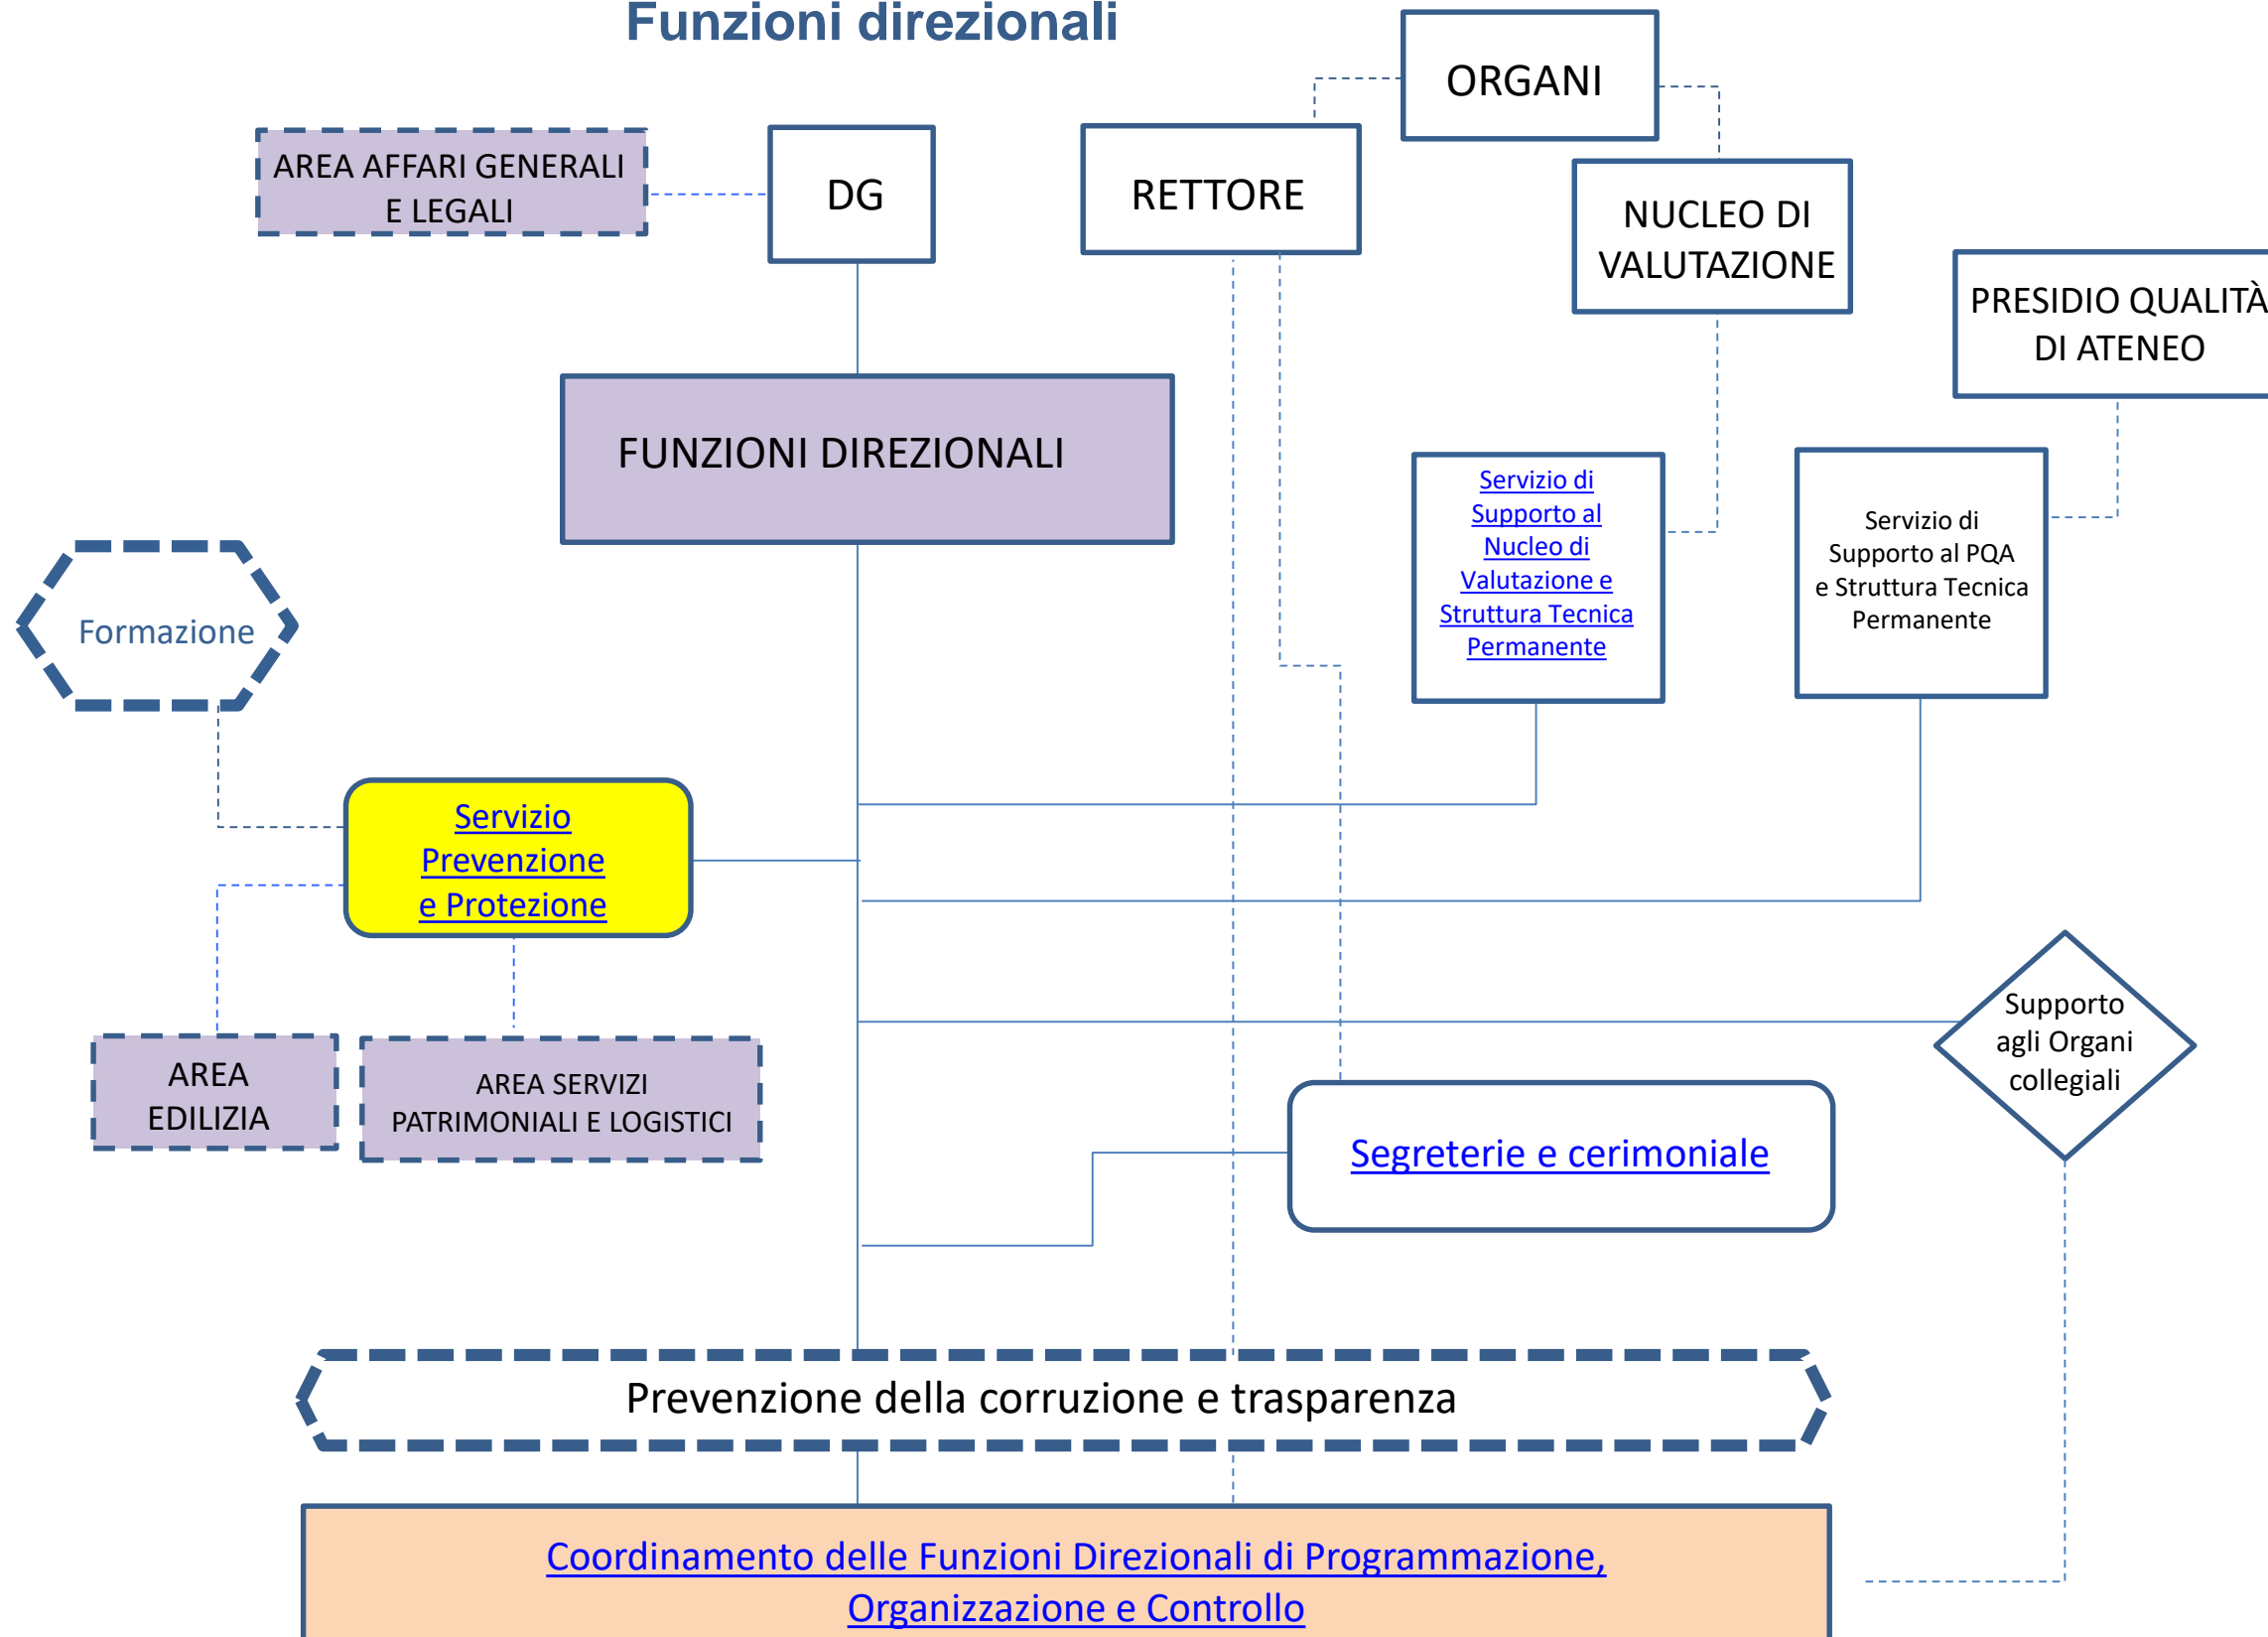 Funzioni direzionali
ORGANI
AREA AFFARI GENERALI
E LEGALI
DG
RETTORE
NUCLEO DI
VALUTAZIONE
PRESIDIO QUALITÀ
DI ATENEO
FUNZIONI DIREZIONALI
Servizio di
Supporto al
Nucleo di
Valutazione e
Struttura Tecnica
Permanente
Servizio di
Supporto al PQA
e Struttura Tecnica
Permanente
Formazione
Servizio
Prevenzione
e Protezione
Supporto
agli Organi
collegiali
AREA
EDILIZIA
AREA SERVIZI
PATRIMONIALI E LOGISTICI
Segreterie e cerimoniale
Prevenzione della corruzione e trasparenza
Coordinamento delle Funzioni Direzionali di Programmazione,
Organizzazione e Controllo